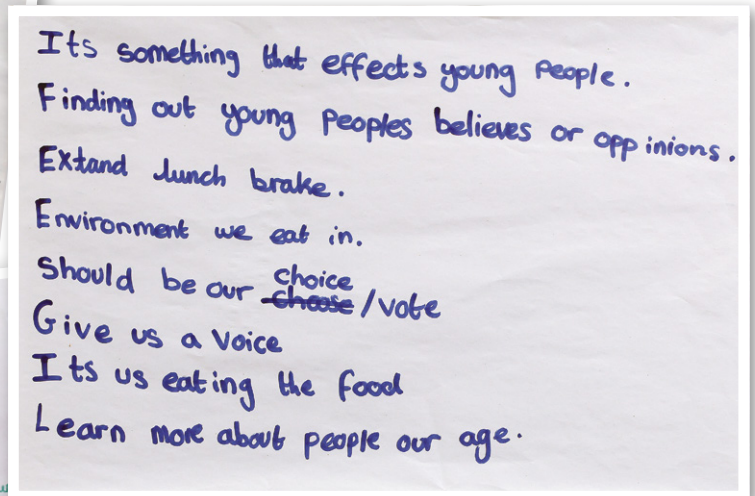 Its something that effects young People.
Finding out young Peoples believes or oppinions.
Extand lunch brake.
Environment we eat in.
Should be our choice
choose / vote
Give us a voice
Its us eating the food
Learn more about people our age.